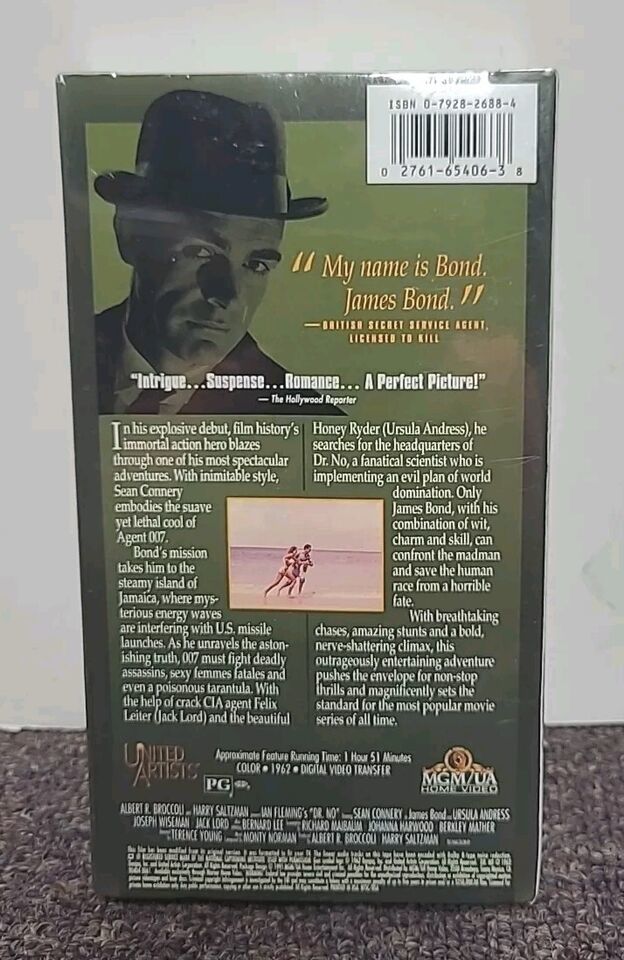 ISBN 0-7928-2688-4
0 2761-65406-3 8
“ My name is Bond.
James Bond. ”
—BRITISH SECRET SERVICE AGENT,
LICENSED TO KILL
“Intrigue...Suspense...Romance... A Perfect Picture!”
— The Hollywood Reporter
In his explosive debut, film history's
immortal action hero blazes
through one of his most spectacular
adventures. With inimitable style,
Sean Connery
embodies the suave
yet lethal cool of
Agent 007.
Bond's mission
takes him to the
steamy island of
Jamaica, where mys-
terious energy waves
are interfering with U.S. missile
launches. As he unravels the aston-
ishing truth, 007 must fight deadly
assassins, sexy femmes fatales and
even a poisonous tarantula. With
the help of crack CIA agent Felix
Leiter (Jack Lord) and the beautiful
Honey Ryder (Ursula Andress), he
searches for the headquarters of
Dr. No, a fanatical scientist who is
implementing an evil plan of world
domination. Only
James Bond, with his
combination of wit,
charm and skill, can
confront the madman
and save the human
race from a horrible
fate.
With breathtaking
chases, amazing stunts and a bold,
nerve-shattering climax, this
outrageously entertaining adventure
pushes the envelope for non-stop
thrills and magnificently sets the
standard for the most popular movie
series of all time.
UNITED
ARTISTS
Approximate Feature Running Time: 1 Hour 51 Minutes
COLOR • 1962 • DIGITAL VIDEO TRANSFER
PG
MGM/UA
HOME VIDEO
ALBERT R. BROCCOLI HARRY SALTZMAN IAN FLEMING'S "DR. NO" SEAN CONNERY James Bond URSULA ANDRESS
JOSEPH WISEMAN JACK LORD BERNARD LEE RICHARD MAIBAUM JOHANNA HARWOOD BERKLEY MATHER
TERENCE YOUNG MONTY NORMAN ALBERT R. BROCCOLI HARRY SALTZMAN